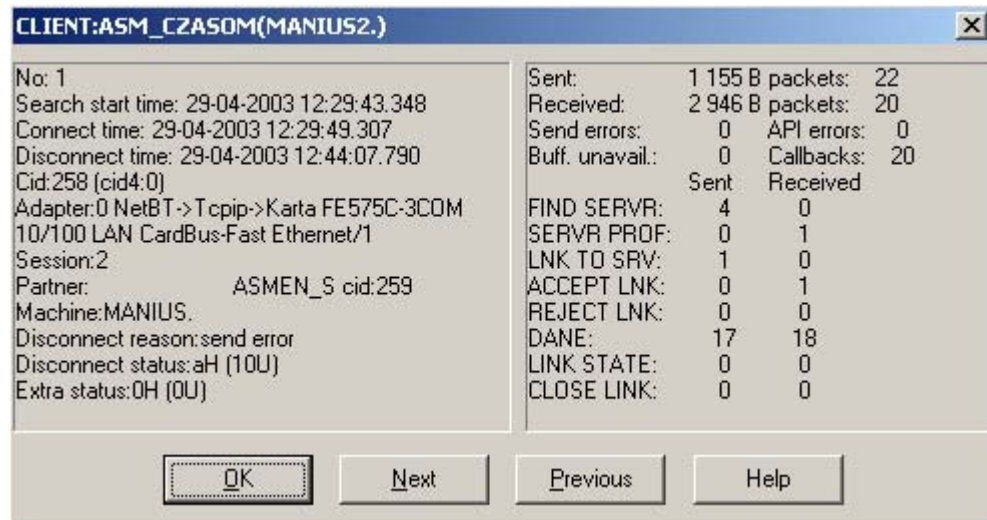 CLIENT:ASM_CZASOM(MANIUS2.)
No: 1
Search start time: 29-04-2003 12:29:43.348
Connect time: 29-04-2003 12:29:49.307
Disconnect time: 29-04-2003 12:44:07.790
Cid:258 (cid4:0)
Adapter:0 NetBT->Tcpip->Karta FE575C-3COM
10/100 LAN CardBus-Fast Ethernet/1
Session:2
Partner: ASMEN_S cid:259
Machine:MANIUS.
Disconnect reason:send error
Disconnect status:aH (10U)
Extra status:0H (0U)
Sent: 1 155 B packets: 22
Received: 2 946 B packets: 20
Send errors: 0 API errors: 0
Buff. unavail.: 0 Callbacks: 20
Sent Received
FIND SERVR: 4 0
SERVR PROF: 0 1
LNK TO SRV: 1 0
ACCEPT LNK: 0 1
REJECT LNK: 0 0
DANE: 17 18
LINK STATE: 0 0
CLOSE LINK: 0 0
OK Next Previous Help